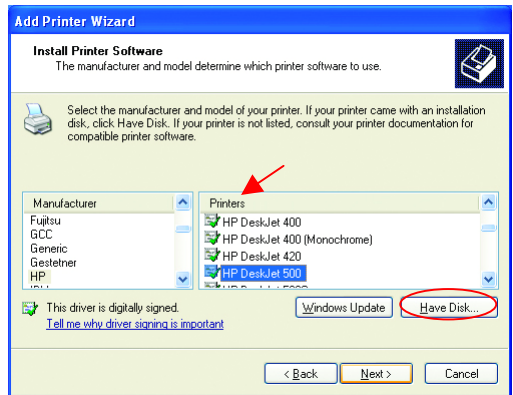 Add Printer Wizard
Install Printer Software
The manufacturer and model determine which printer software to use.
Select the manufacturer and model of your printer. If your printer came with an installation
disk, click Have Disk. If your printer is not listed, consult your printer documentation for
compatible printer software.
Manufacturer
Fujitsu
GCC
Generic
Gestetner
HP
Printers
HP DeskJet 400
HP DeskJet 400 (Monochrome)
HP DeskJet 420
HP DeskJet 500
This driver is digitally signed.
Tell me why driver signing is important
Windows Update
Have Disk...
< Back
Next >
Cancel